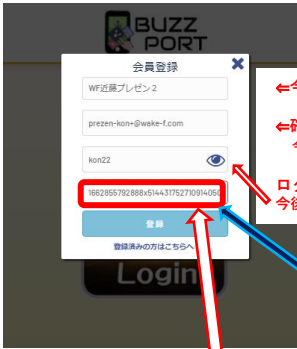 BUZZ
PORT
会員登録
WF近藤プレゼン2
prezen-kon+@wake-f.com
kon22
1662855792888x514431752710914050
登録
登録済みの方はこちらへ
Login
⇐今
⇐確
今
ログ
今後